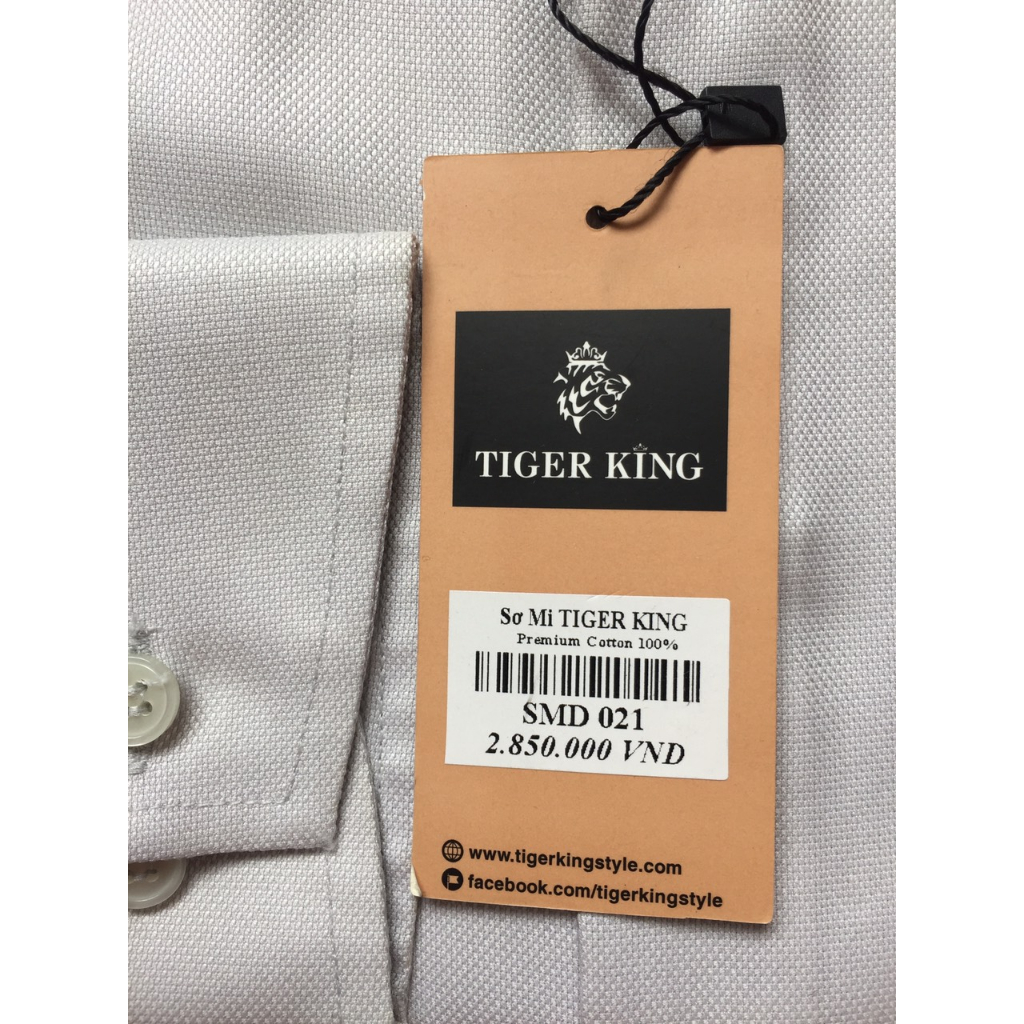 TIGER KING
Sơ Mi TIGER KING
Premium Cotton 100%
SMD 021
2.850.000 VND
www.tigerkingstyle.com
facebook.com/tigerkingstyle